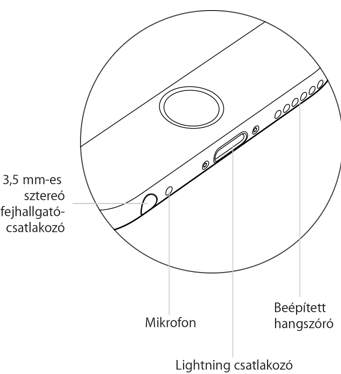 3,5 mm-es
sztereó
fejhallgató-
csatlakozó
Mikrofon
Beépített
hangszóró
Lightning csatlakozó